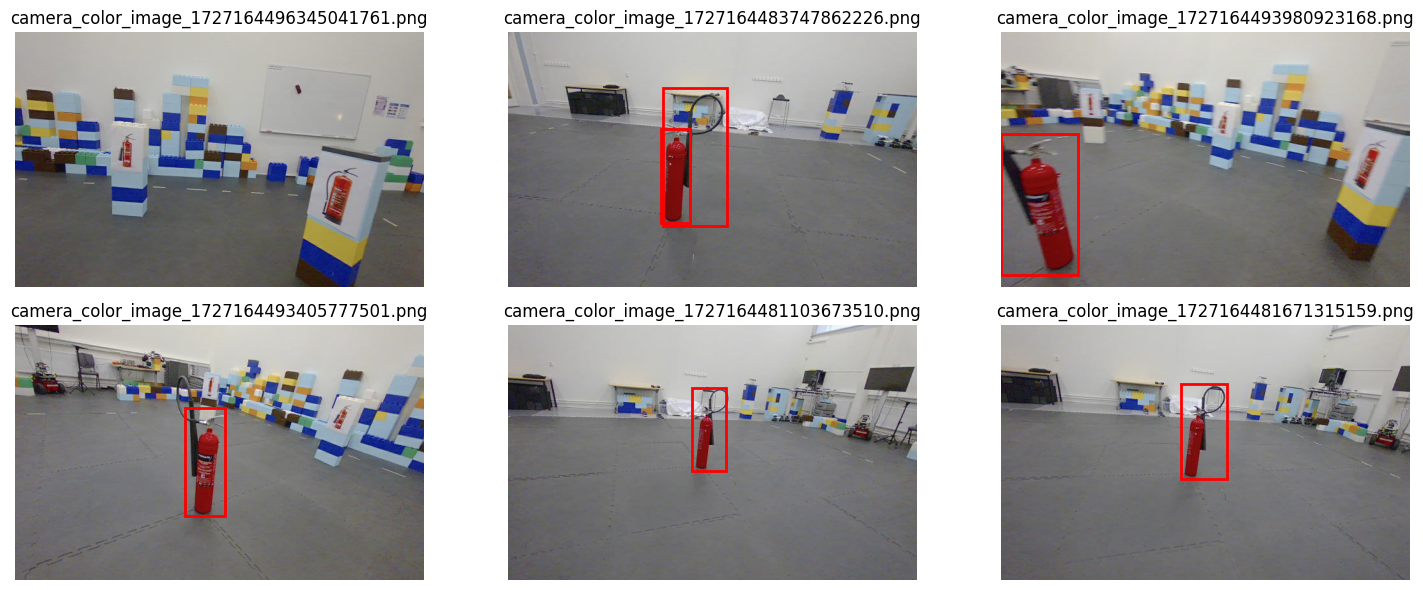 camera_color_image_1727164496345041761.png
camera_color_image_1727164483747862226.png
camera_color_image_1727164493980923168.png
camera_color_image_1727164493405777501.png
camera_color_image_1727164481103673510.png
camera_color_image_1727164481671315159.png